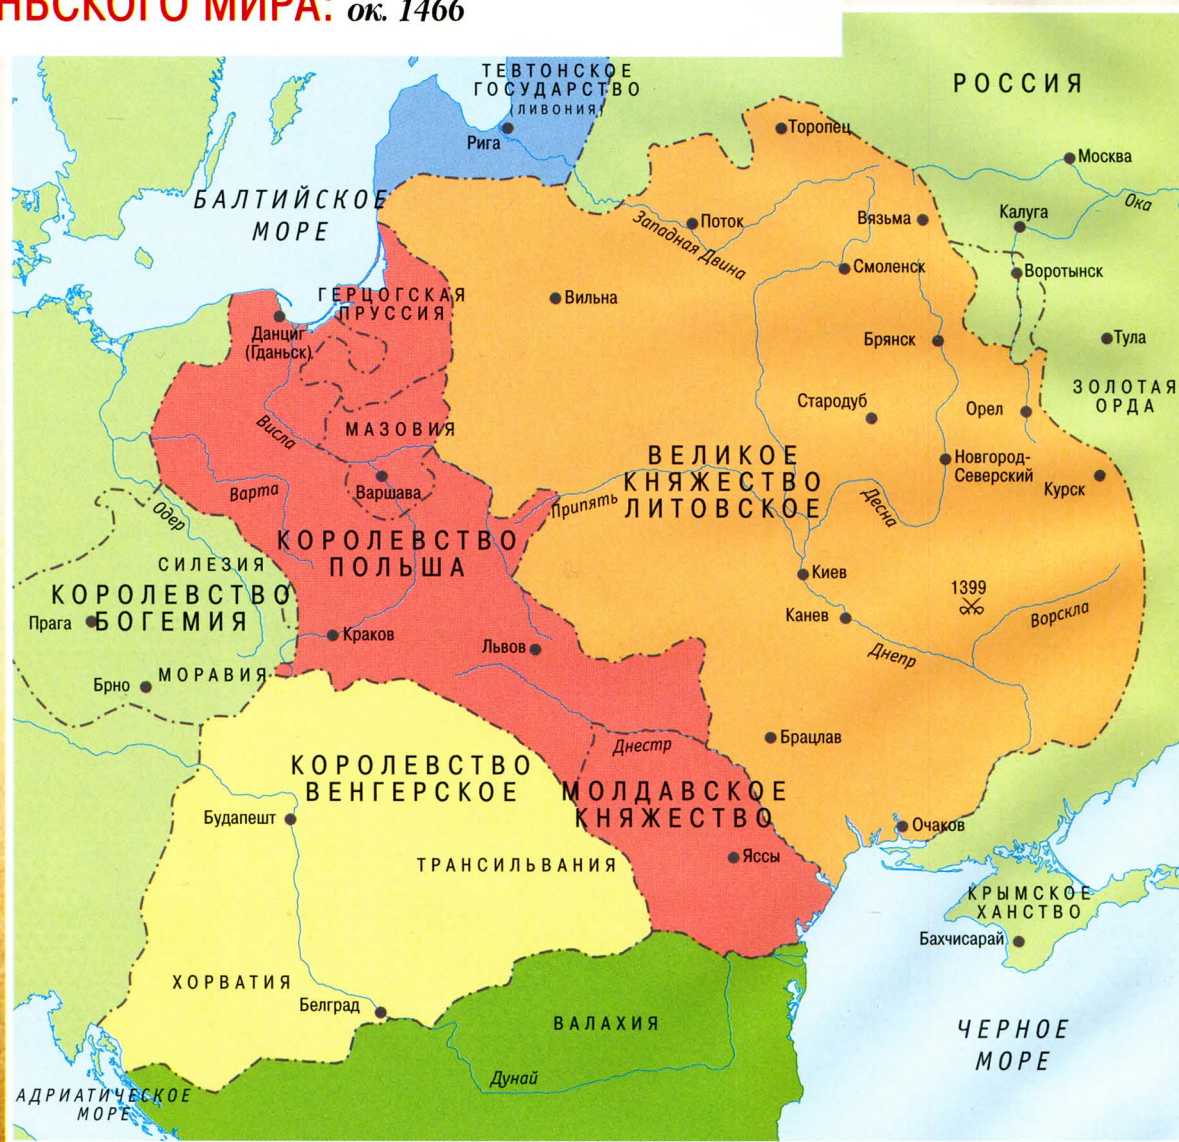 НЬСКОГО МИРА: ок. 1466
ТЕВТОНСКОЕ
ГОСУДАРСТВО
(ЛИВОНИЯ)
Рига
РОССИЯ
Торопец
Москва
Ока
БАЛТИЙСКОЕ
МОРЕ
Западная Двина
Поток
Вязьма
Калуга
Смоленск
Воротынск
Вильна
ГЕРЦОГСКАЯ
ПРУССИЯ
Данциг
(Гданьск)
Брянск
Тула
ЗОЛОТАЯ
ОРДА
Стародуб
Орел
Висла
МАЗОВИЯ
ВЕЛИКОЕ
КНЯЖЕСТВО
ЛИТОВСКОЕ
Новгород-
Северский
Курск
Варта
Варшава
Припять
Десна
Одер
КОРОЛЕВСТВО
ПОЛЬША
СИЛЕЗИЯ
КОРОЛЕВСТВО
БОГЕМИЯ
Прага
Киев
1399
Канев
Ворскла
Краков
Львов
Днепр
МОРАВИЯ
Брно
Брацлав
Днестр
КОРОЛЕВСТВО
ВЕНГЕРСКОЕ
МОЛДАВСКОЕ
КНЯЖЕСТВО
Будапешт
Очаков
Яссы
ТРАНСИЛЬВАНИЯ
КРЫМСКОЕ
ХАНСТВО
Бахчисарай
ХОРВАТИЯ
Белград
ВАЛАХИЯ
ЧЕРНОЕ
МОРЕ
Дунай
АДРИАТИЧЕСКОЕ
МОРЕ